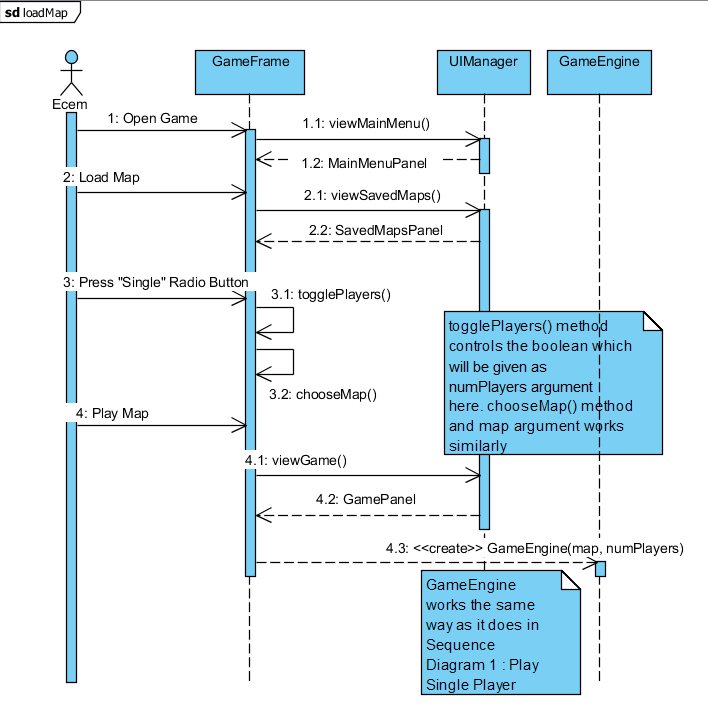 sd loadMap
GameFrame
UIManager
GameEngine
Ecem
1: Open Game
1.1: viewMainMenu()
1.2: MainMenuPanel
2: Load Map
2.1: viewSavedMaps()
2.2: SavedMapsPanel
3: Press "Single" Radio Button
3.1: togglePlayers()
3.2: chooseMap()
togglePlayers() method
controls the boolean which
will be given as
numPlayers argument
here. chooseMap() method
and map argument works
similarly
4: Play Map
4.1: viewGame()
4.2: GamePanel
4.3: <<create>> GameEngine(map, numPlayers)
GameEngine
works the same
way as it does in
Sequence
Diagram 1 : Play
Single Player